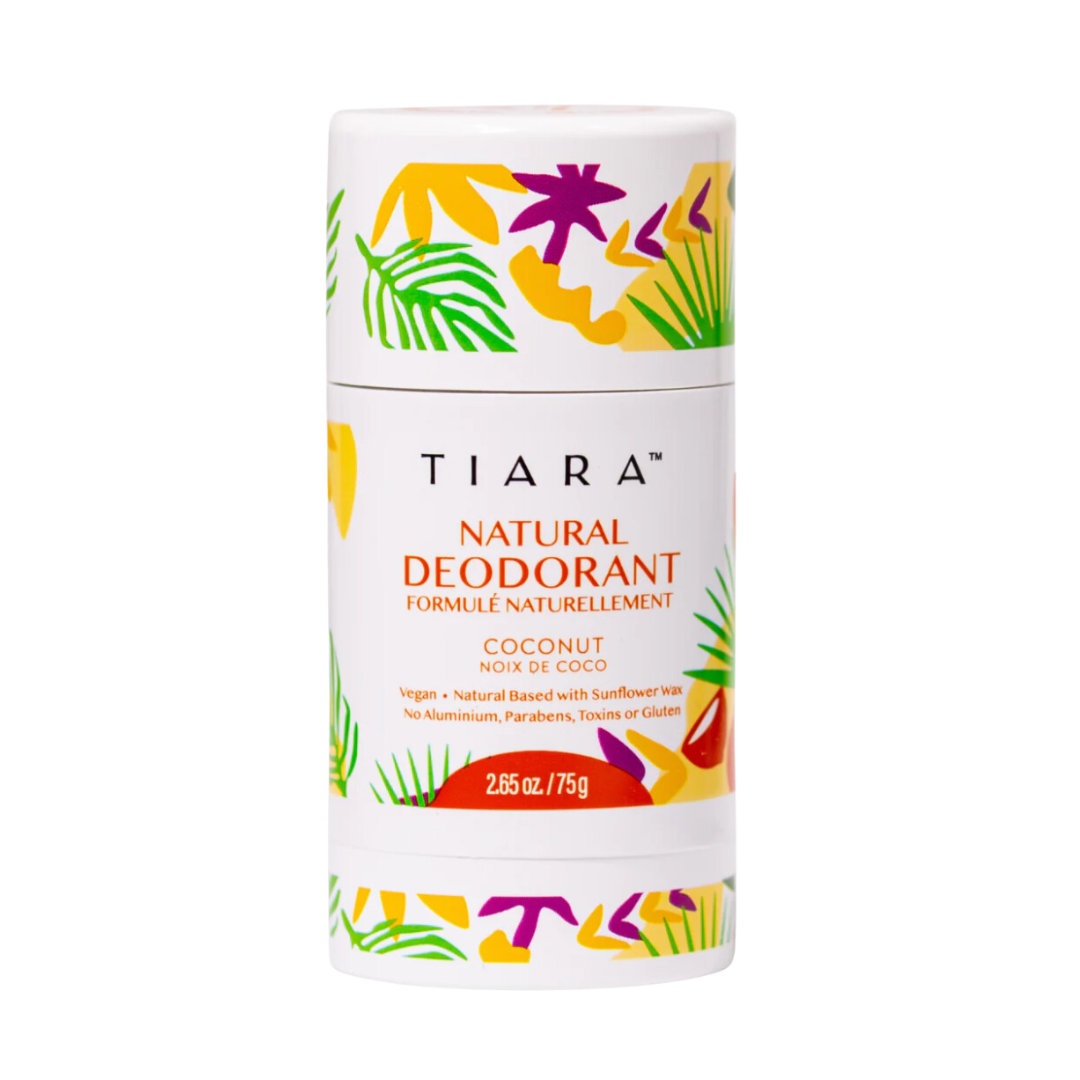 TIARA™
NATURAL
DEODORANT
FORMULÉ NATURELLEMENT
COCONUT
NOIX DE COCO
Vegan • Natural Based with Sunflower Wax
No Aluminium, Parabens, Toxins or Gluten
2.65 oz. / 75g